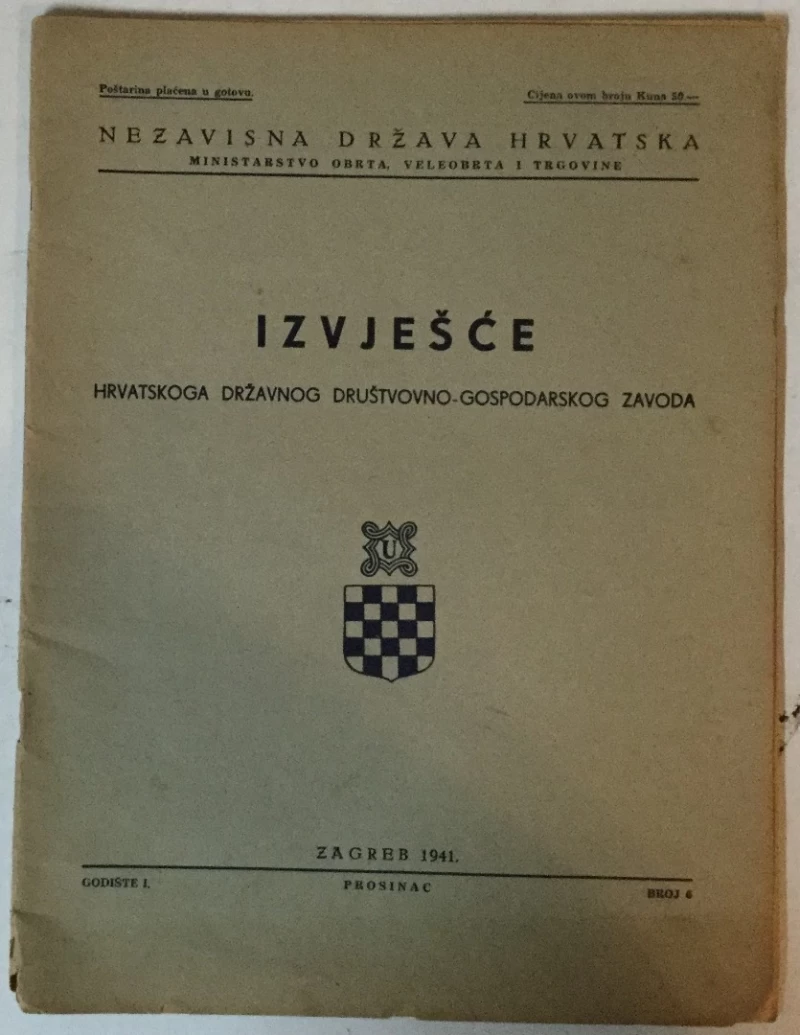 Poštarina plaćena u gotovu.
Cijena ovom broju Kuna 50.—
NEZAVISNA DRŽAVA HRVATSKA
MINISTARSTVO OBRTA, VELEOBRTA I TRGOVINE
IZVJEŠĆE
HRVATSKOGA DRŽAVNOG DRUŠTVOVNO-GOSPODARSKOG ZAVODA
U
ZAGREB 1941.
GODIŠTE I.
PROSINAC
BROJ 6